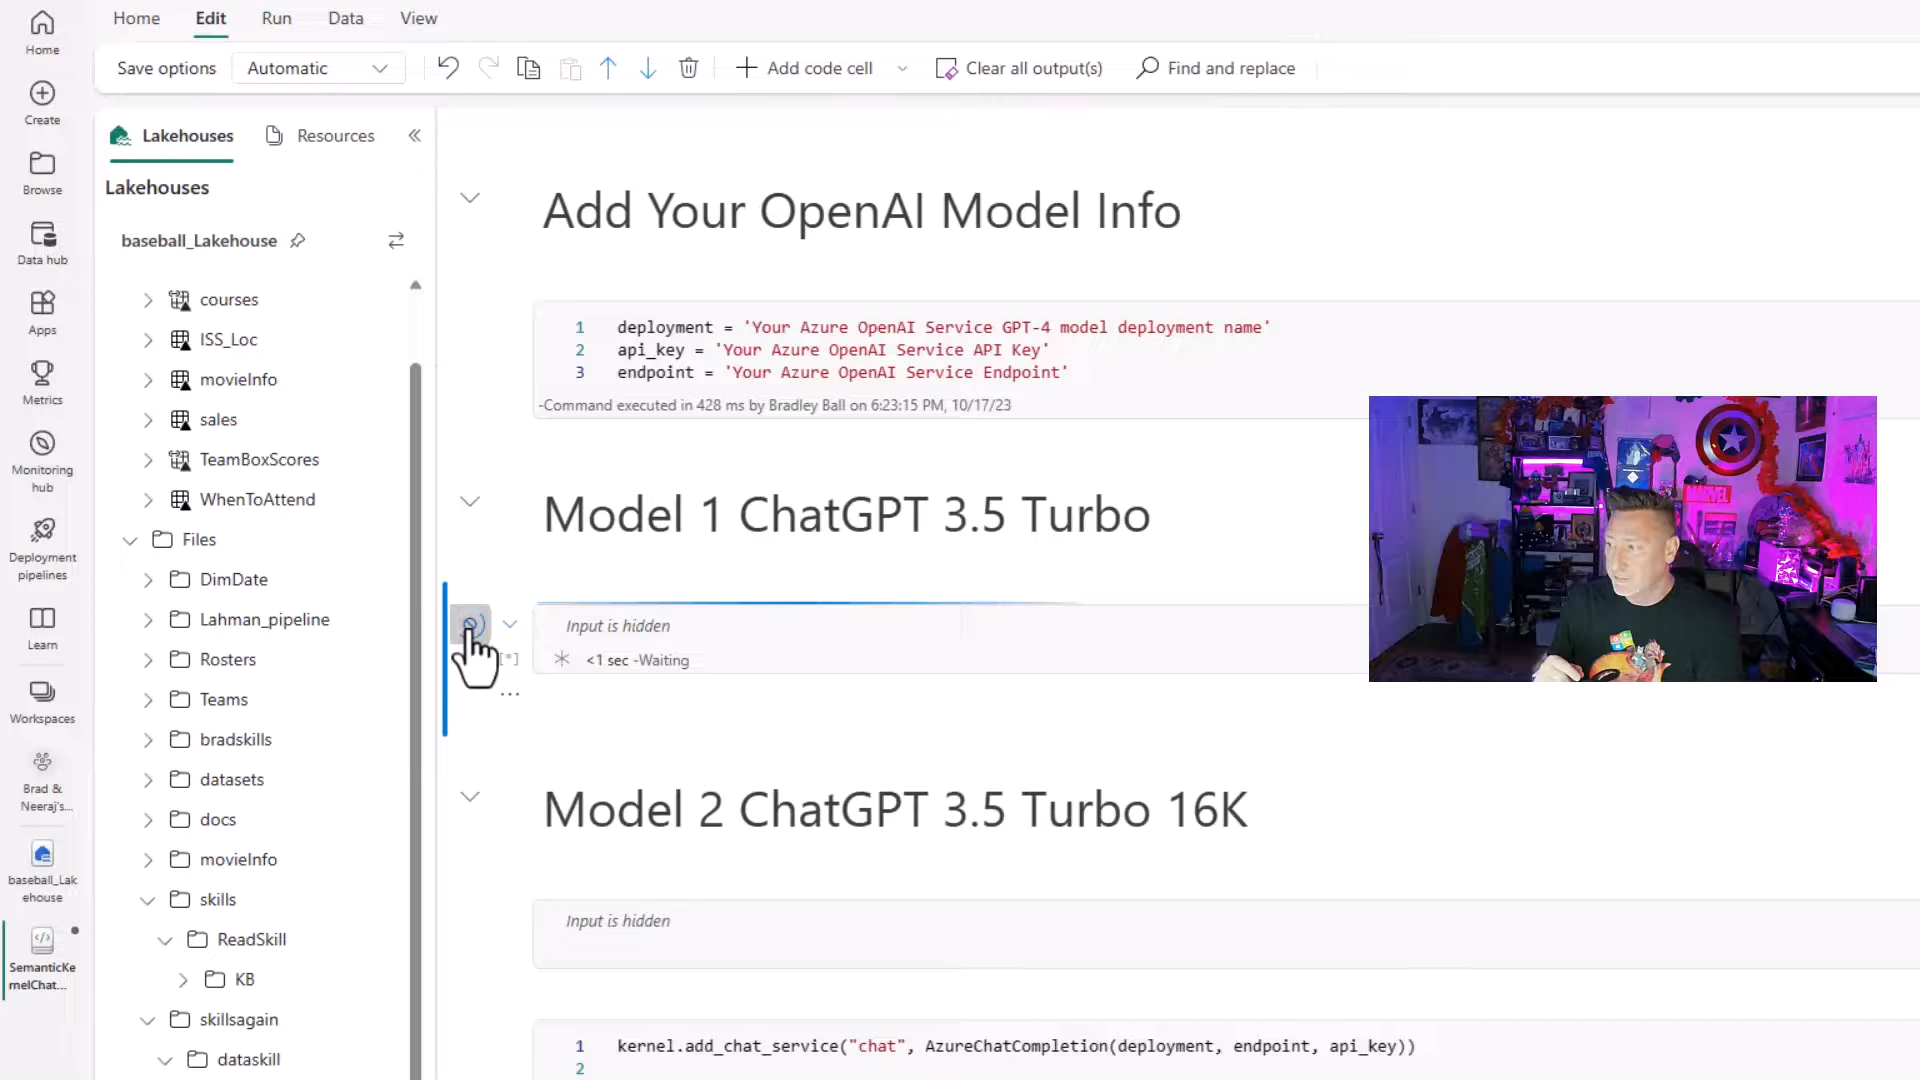 Home
Edit
Run
Data
View
Save options
Automatic
Add code cell
Clear all output(s)
Find and replace
Home
Create
Browse
Data hub
Apps
Metrics
Monitoring
hub
Deployment
pipelines
Learn
Workspaces
Brad &
Neeraj's...
baseball_Lak
ehouse
SemanticKe
rnelChat...
Lakehouses
Resources
Lakehouses
baseball_Lakehouse
courses
ISS_Loc
movieInfo
sales
TeamBoxScores
WhenToAttend
Files
DimDate
Lahman_pipeline
Rosters
Teams
bradskills
datasets
docs
movieInfo
skills
ReadSkill
KB
skillsagain
dataskill
Add Your OpenAI Model Info
1 deployment = 'Your Azure OpenAI Service GPT-4 model deployment name'
2 api_key = 'Your Azure OpenAI Service API Key'
3 endpoint = 'Your Azure OpenAI Service Endpoint'
-Command executed in 428 ms by Bradley Ball on 6:23:15 PM, 10/17/23
Model 1 ChatGPT 3.5 Turbo
Input is hidden
[*]
<1 sec -Waiting
...
MARVEL
Model 2 ChatGPT 3.5 Turbo 16K
Input is hidden
1 kernel.add_chat_service("chat", AzureChatCompletion(deployment, endpoint, api_key))
2